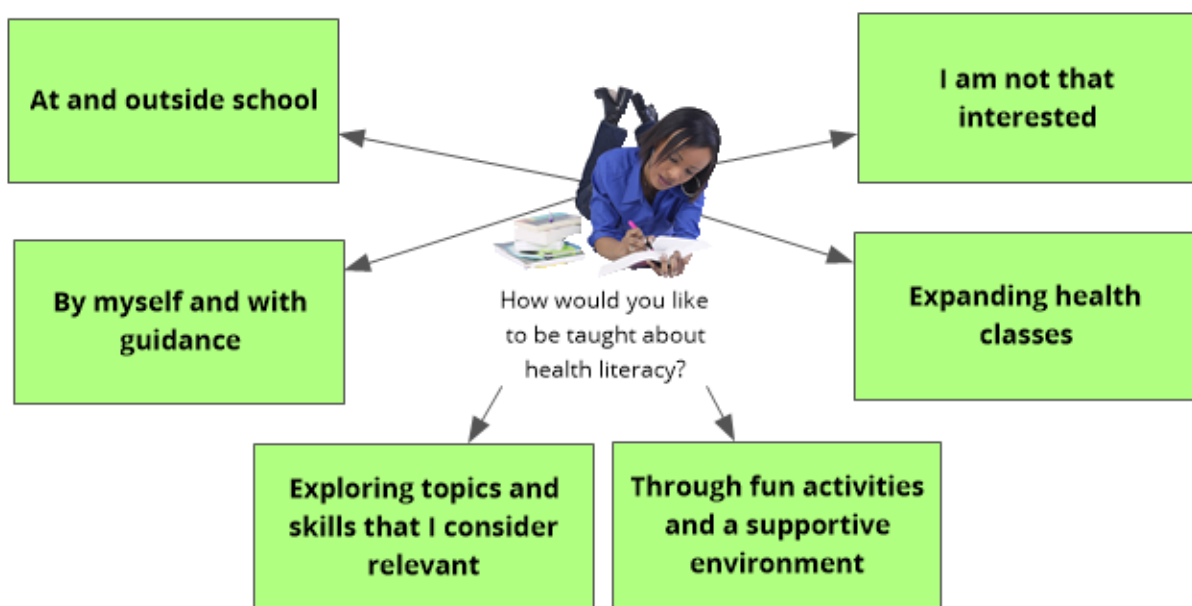 At and outside school
I am not that
interested
By myself and with
guidance
How would you like
to be taught about
health literacy?
Expanding health
classes
Exploring topics and
skills that I consider
relevant
Through fun activities
and a supportive
environment